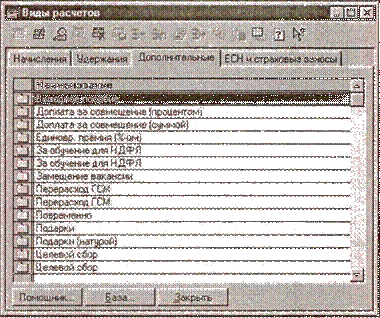 Виды расчетов
Начисления Удержания Дополнительные ЕСН и страховые взносы
Наименование
Доплата за совмещение (процентом)
Доплата за совмещение (суммой)
Единовр. премия (%-ом)
За обучение для НДФЛ
За обучение для НДФЛ
Замещение вакансии
Перерасход ГСМ
Перерасход ГСМ
Повременно
Подарки
Подарки (натурой)
Целевой сбор
Целевой сбор
Помощник... База... Закрыть